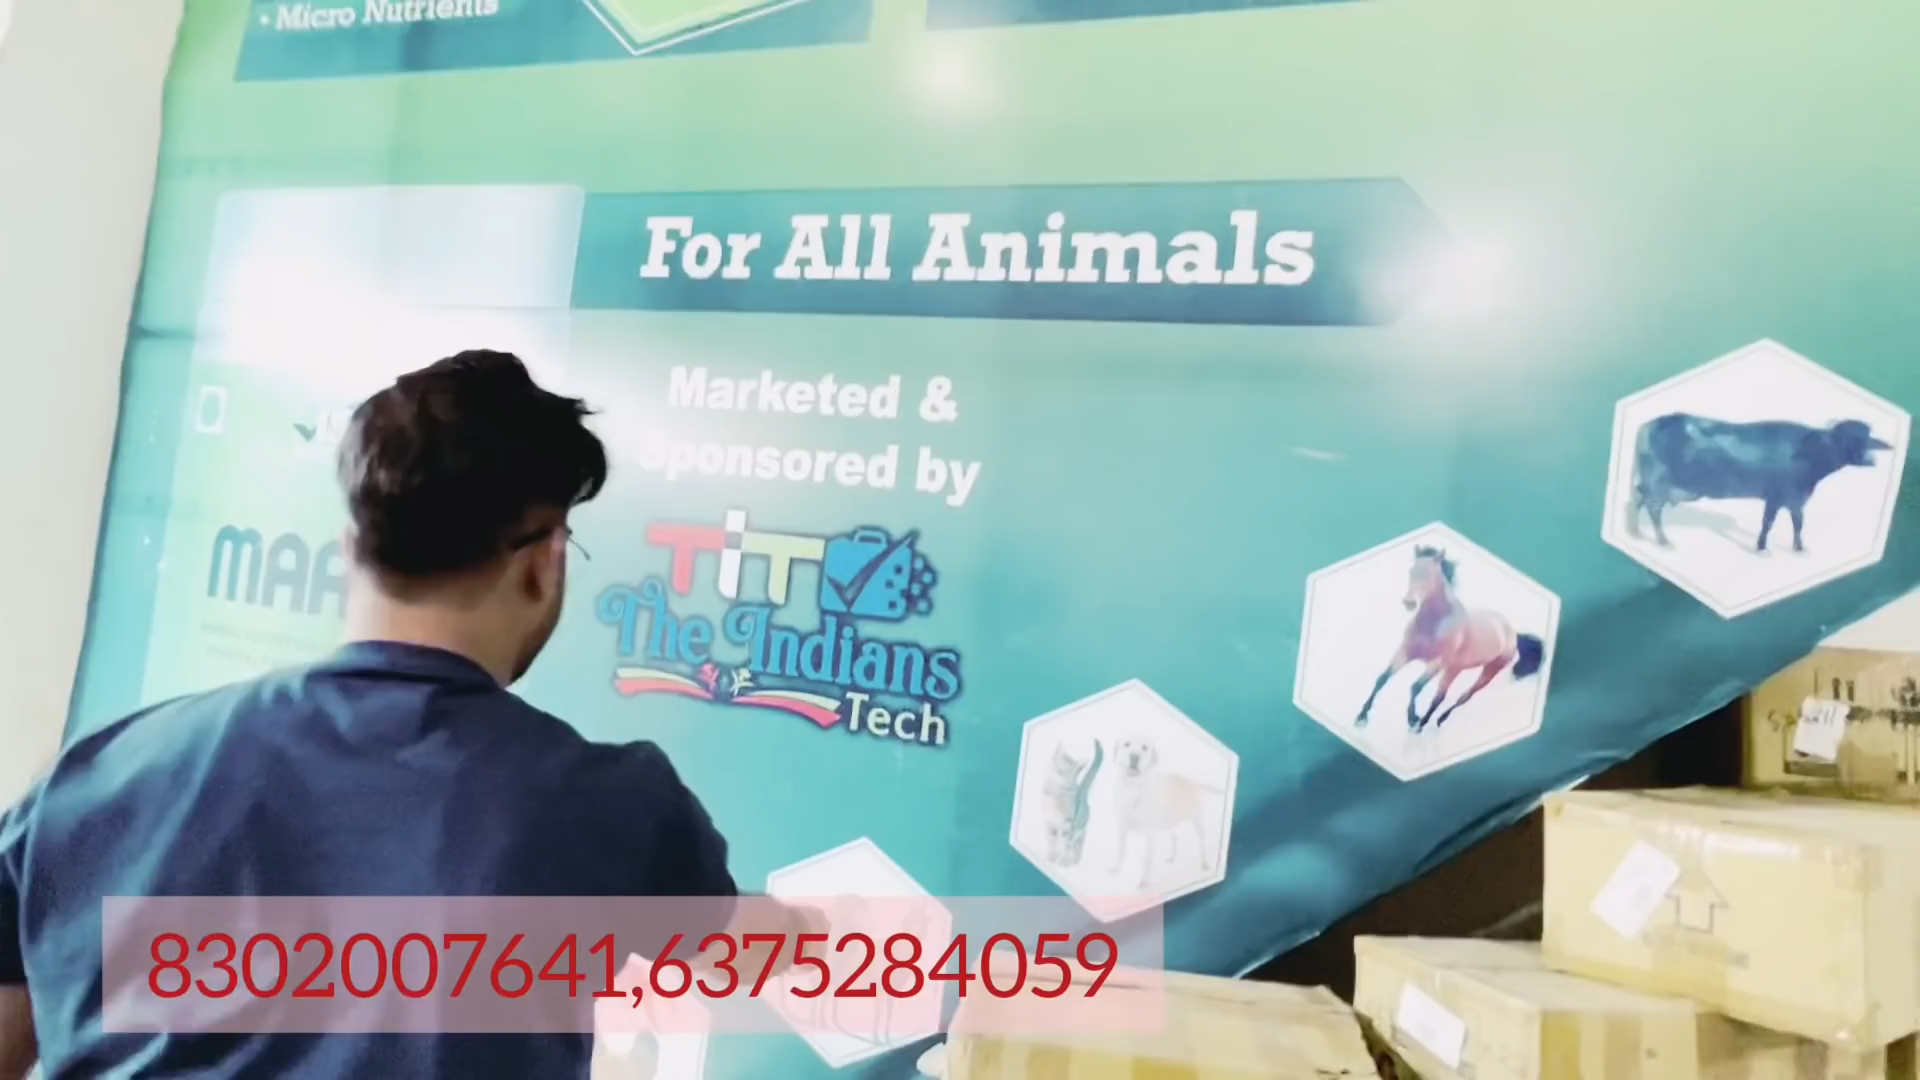 • Micro Nutrients
For All Animals
Marketed &
Sponsored by
TiT
The Indians
Tech
8302007641,6375284059